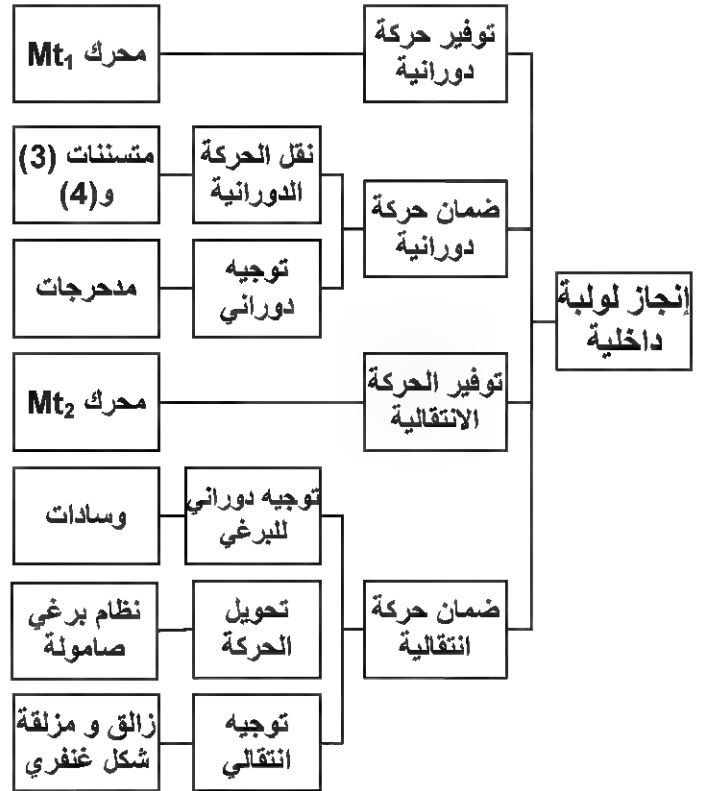 توفير حركة
دورانية
محرك Mt₁
ضمان حركة
دورانية
نقل الحركة
الدورانية
متسننات (3)
و(4)
توجيه
دوراني
مدحرجات
إنجاز لولبة
داخلية
توفير الحركة
الانتقالية
محرك Mt₂
ضمان حركة
انتقالية
توجيه دوراني
للبرغي
وسادات
تحويل
الحركة
نظام برغي
صامولة
توجيه
انتقالي
زالق و مزلقة
شكل غنفري